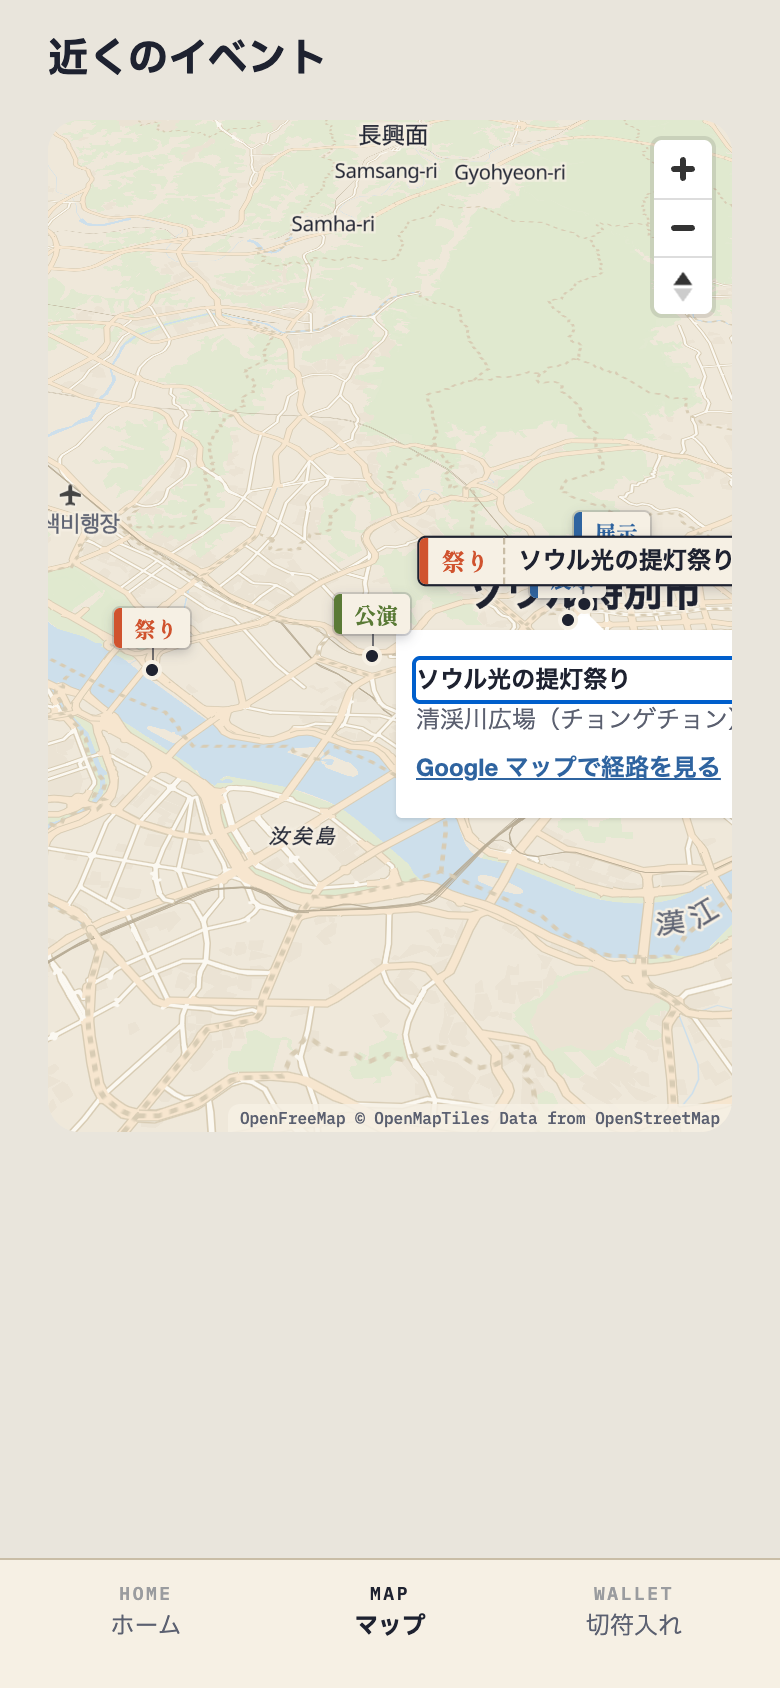 近くのイベント
長興面
Samsang-ri
Gyohyeon-ri
Samha-ri
색비행장
展示
祭り
ソウル光の提灯祭り
公演
祭り
ソウル光の提灯祭り
清渓川広場（チョンゲチョン）
Google マップで経路を見る
汝矣島
漢江
OpenFreeMap © OpenMapTiles Data from OpenStreetMap
HOME
ホーム
MAP
マップ
WALLET
切符入れ